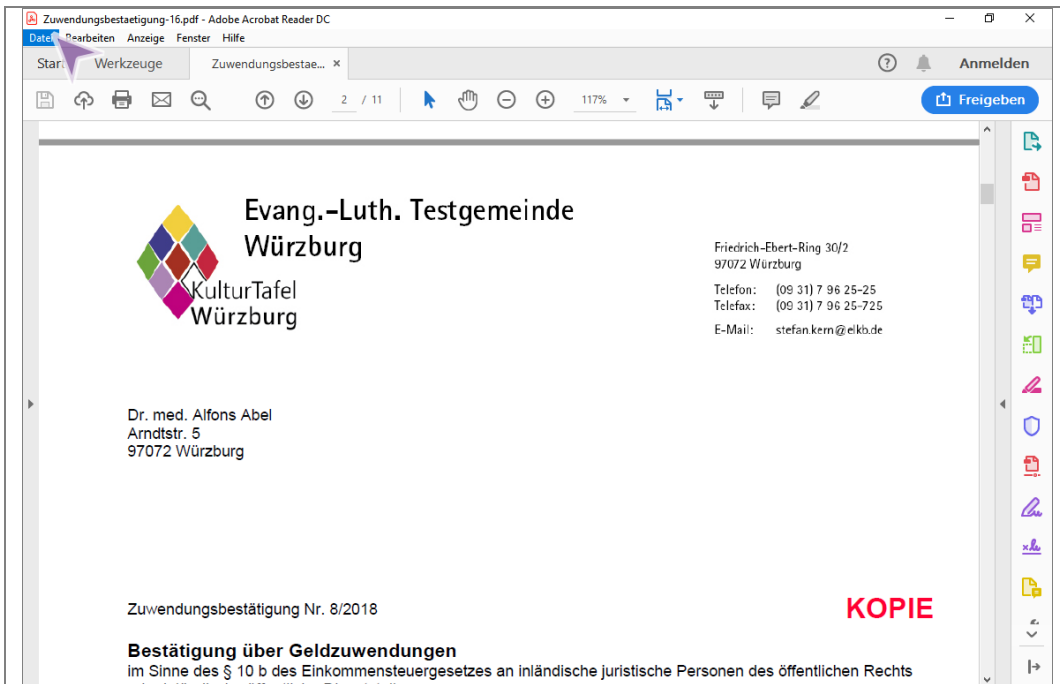 Zuwendungsbestaetigung-16.pdf - Adobe Acrobat Reader DC
Datei Bearbeiten Anzeige Fenster Hilfe
Start Werkzeuge Zuwendungsbestae... × Anmelden
2 / 11 117% Freigeben
Evang.-Luth. Testgemeinde
Würzburg
KulturTafel
Würzburg
Friedrich-Ebert-Ring 30/2
97072 Würzburg
Telefon: (09 31) 7 96 25-25
Telefax: (09 31) 7 96 25-725
E-Mail: stefan.kern@elkb.de
Dr. med. Alfons Abel
Arndtstr. 5
97072 Würzburg
Zuwendungsbestätigung Nr. 8/2018 KOPIE
Bestätigung über Geldzuwendungen
im Sinne des § 10 b des Einkommensteuergesetzes an inländische juristische Personen des öffentlichen Rechts